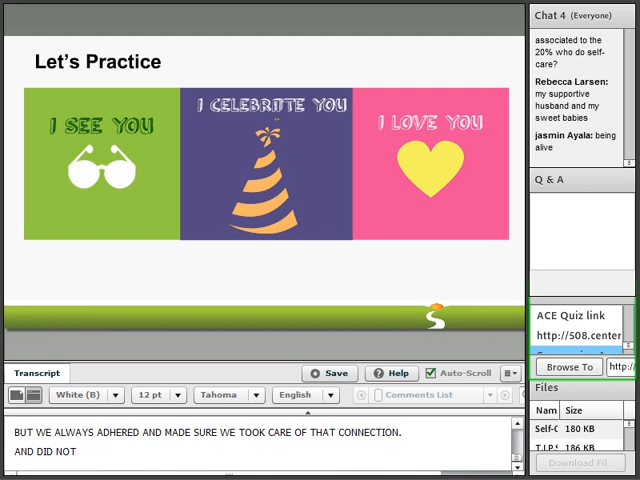 Let's Practice
I SEE YOU
I CELEBRATE YOU
I LOVE YOU
Transcript
Save
Help
Auto-Scroll
White (B)
12 pt
Tahoma
English
Comments List
BUT WE ALWAYS ADHERED AND MADE SURE WE TOOK CARE OF THAT CONNECTION.
AND DID NOT
Chat 4 (Everyone)
associated to the
20% who do self-
care?
Rebecca Larsen:
my supportive
husband and my
sweet babies
jasmin Ayala: being
alive
Q & A
ACE Quiz link
http://508.center
Browse To
http:/
Files
Nam Size
Self-C 180 KB
T.I.P.S 186 KB
Download Fil..